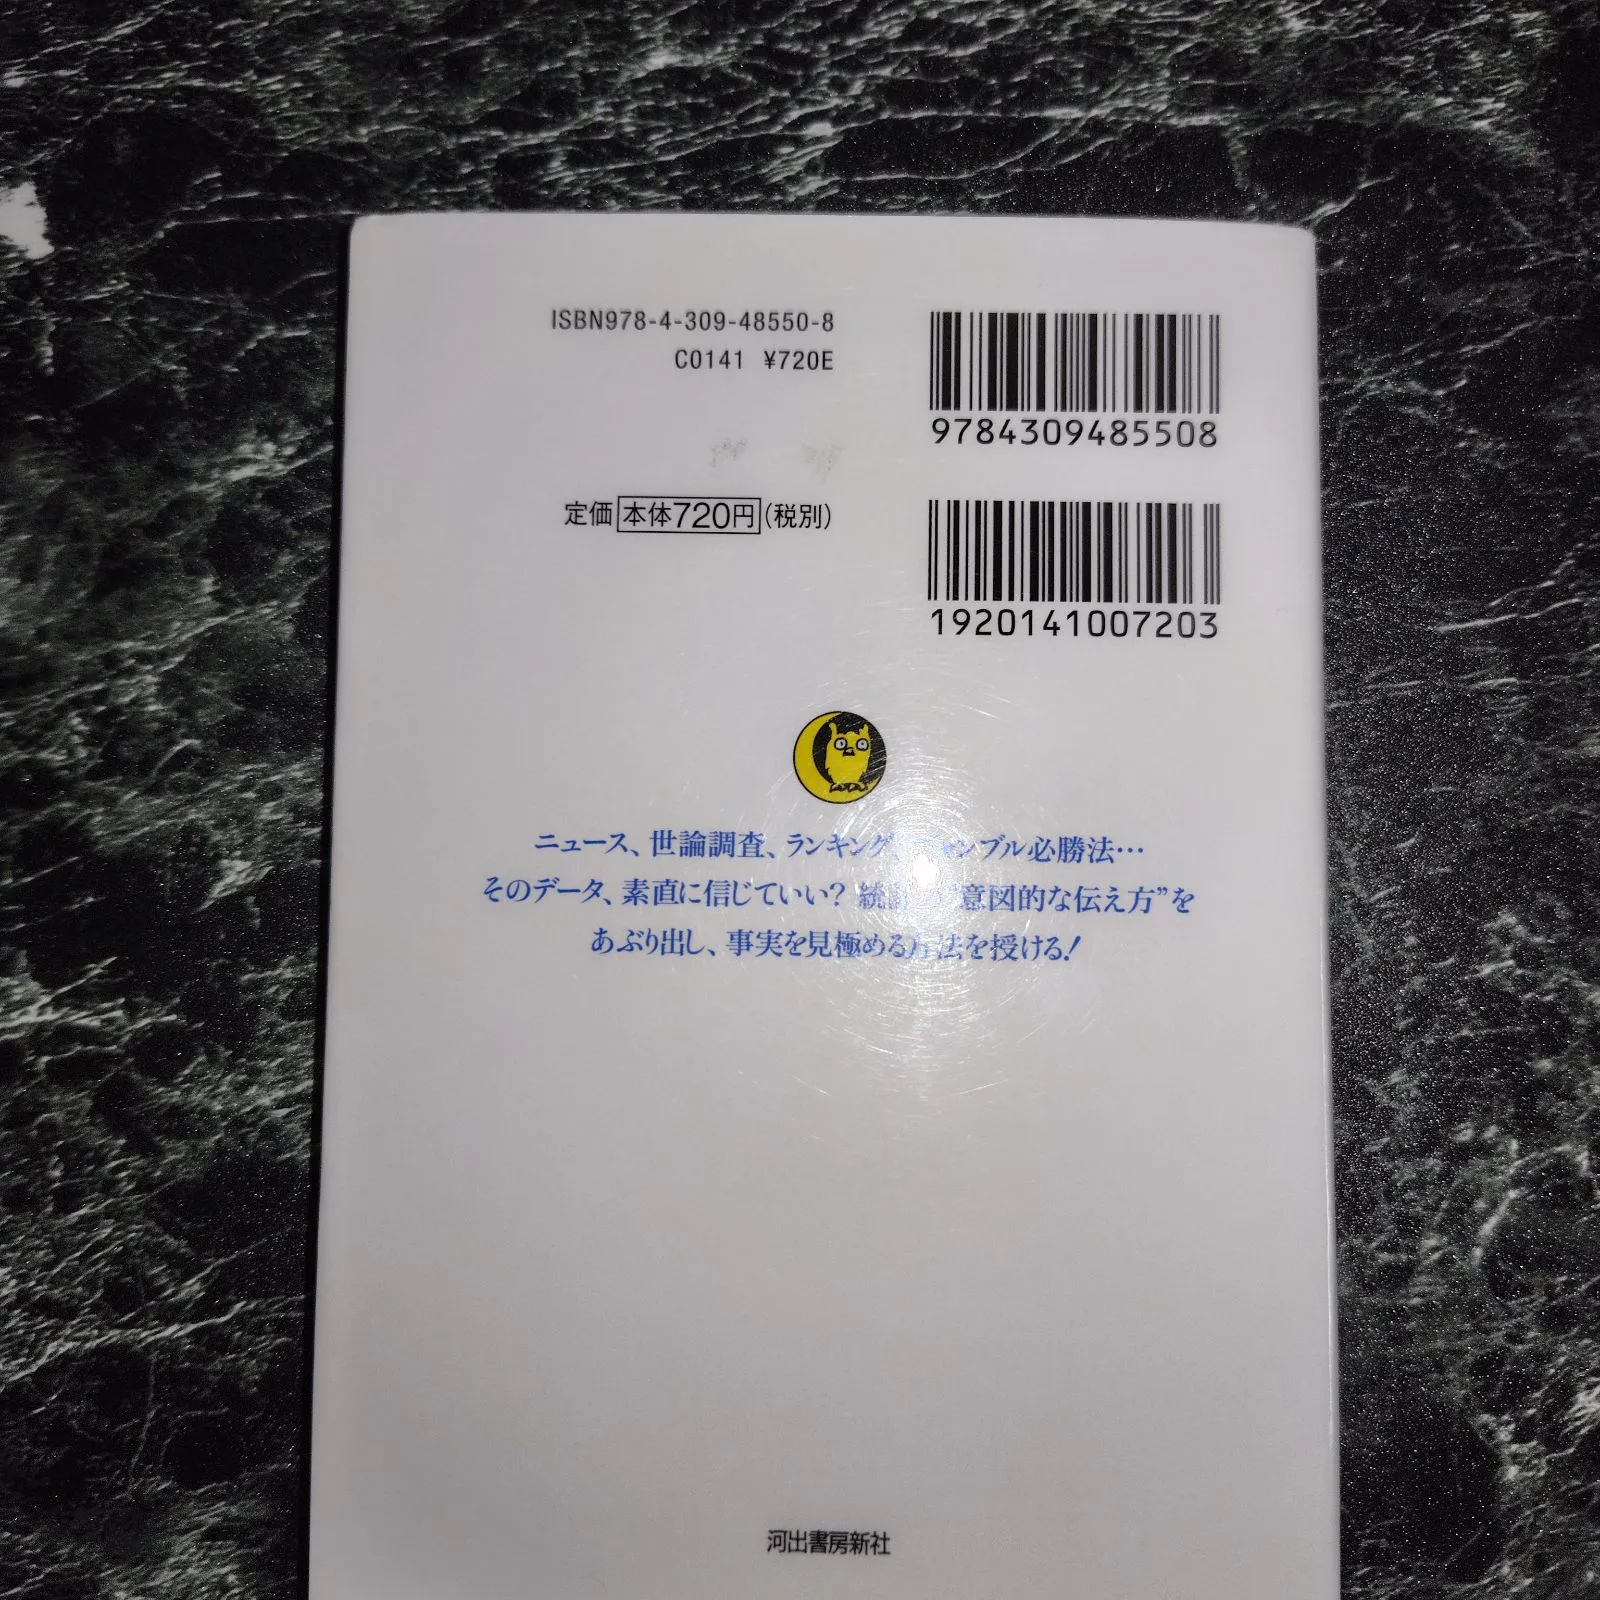 ISBN978-4-309-48550-8
C0141 ¥720E
9784309485508
定価 本体720円 (税別)
1920141007203
ニュース、世論調査、ランキング ンブル必勝法…
そのデータ、素直に信じていい? 統 “意図的な伝え方”を
あぶり出し、事実を見極める方法を授ける!
河出書房新社